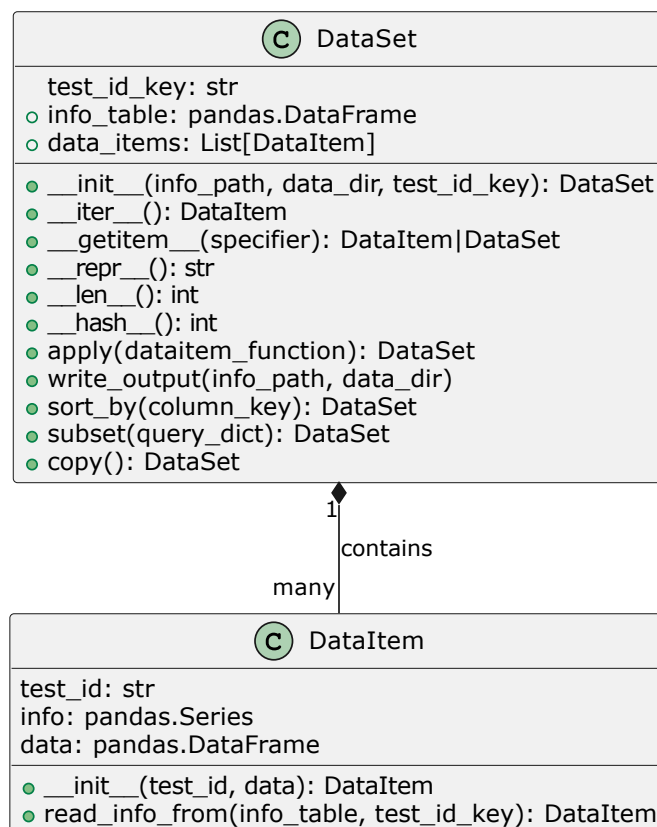 C DataSet
test_id_key: str
info_table: pandas.DataFrame
data_items: List[DataItem]
__init__(info_path, data_dir, test_id_key): DataSet
__iter__(): DataItem
__getitem__(specifier): DataItem|DataSet
__repr__(): str
__len__(): int
__hash__(): int
apply(dataitem_function): DataSet
write_output(info_path, data_dir)
sort_by(column_key): DataSet
subset(query_dict): DataSet
copy(): DataSet
1
contains
many
C DataItem
test_id: str
info: pandas.Series
data: pandas.DataFrame
__init__(test_id, data): DataItem
read_info_from(info_table, test_id_key): DataItem